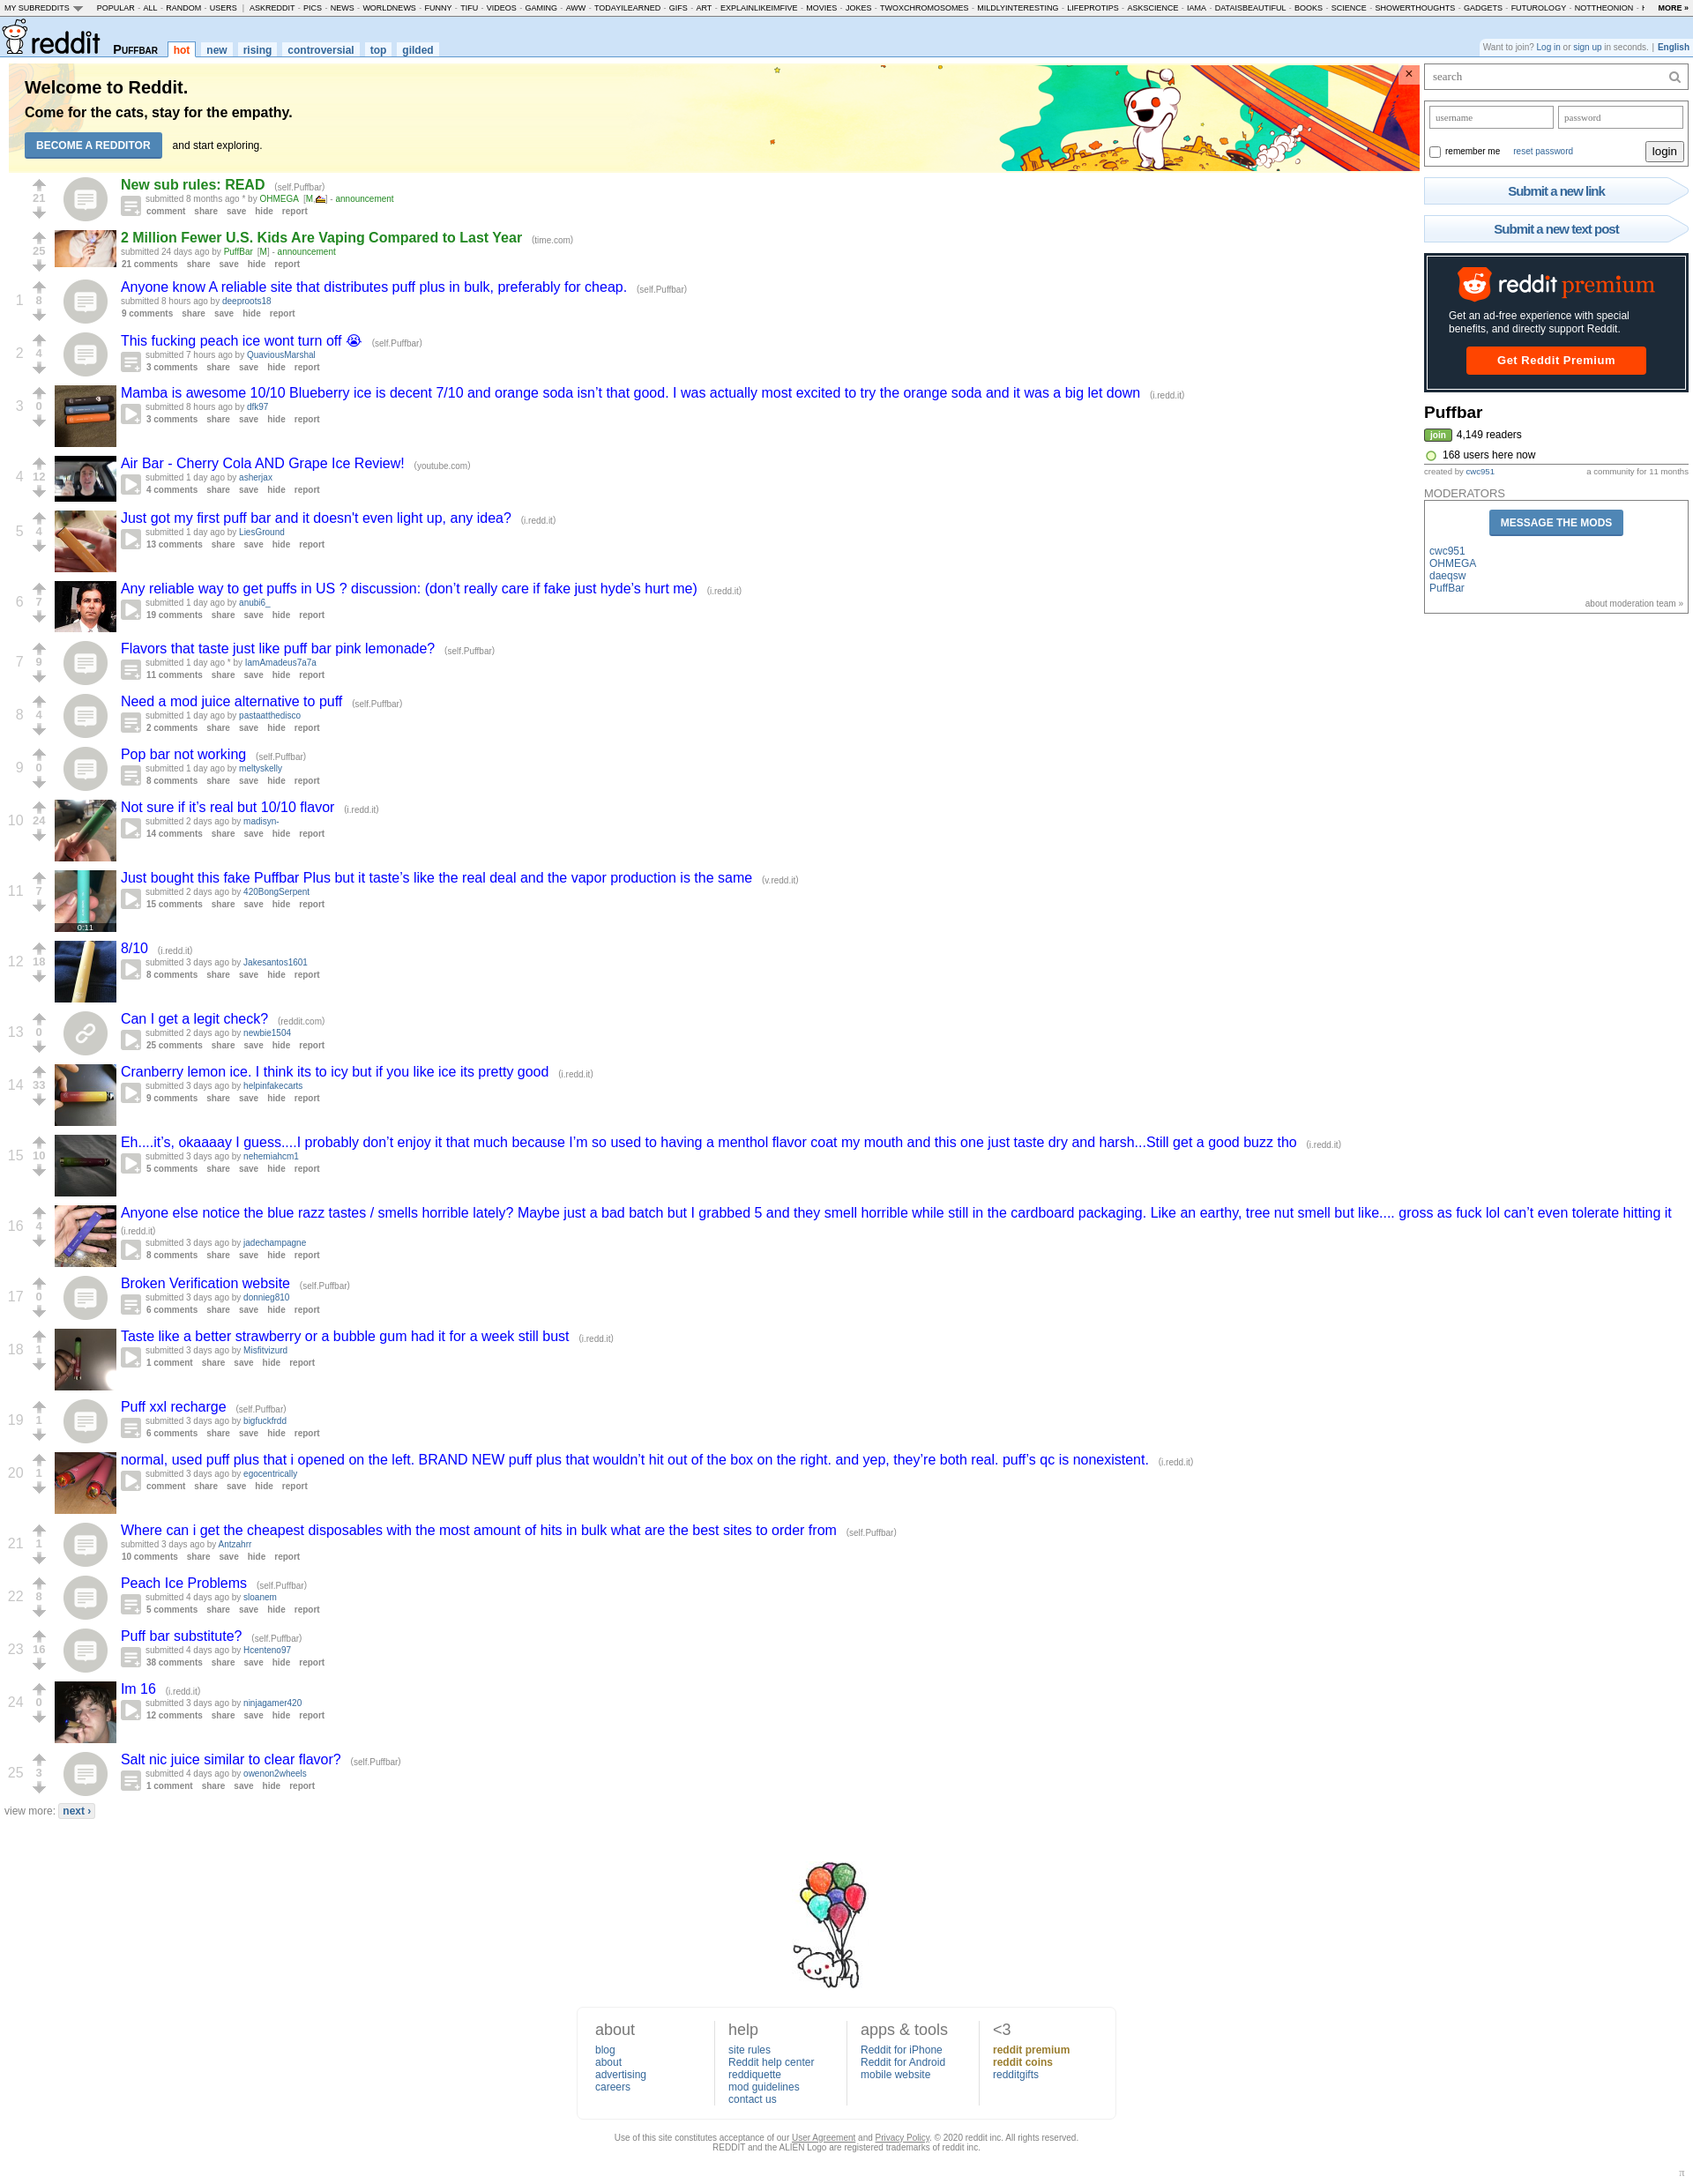 MY SUBREDDITS POPULAR - ALL - RANDOM - USERS | ASKREDDIT - PICS - NEWS - WORLDNEWS - FUNNY - TIFU - VIDEOS - GAMING - AWW - TODAYILEARNED - GIFS - ART - EXPLAINLIKEIMFIVE - MOVIES - JOKES - TWOXCHROMOSOMES - MILDLYINTERESTING - LIFEPROTIPS - ASKSCIENCE - IAMA - DATAISBEAUTIFUL - BOOKS - SCIENCE - SHOWERTHOUGHTS - GADGETS - FUTUROLOGY - NOTTHEONION - MORE »
reddit PUFFBAR hot new rising controversial top gilded
Want to join? Log in or sign up in seconds. | English
Welcome to Reddit.
Come for the cats, stay for the empathy.
BECOME A REDDITOR and start exploring.
×
search
username password
remember me reset password login
Submit a new link
Submit a new text post
reddit premium
Get an ad-free experience with special
benefits, and directly support Reddit.
Get Reddit Premium
Puffbar
join 4,149 readers
168 users here now
created by cwc951 a community for 11 months
MODERATORS
MESSAGE THE MODS
cwc951
OHMEGA
daeqsw
PuffBar
about moderation team »
New sub rules: READ (self.Puffbar)
21
submitted 8 months ago * by OHMEGA [M,] - announcement
comment share save hide report
2 Million Fewer U.S. Kids Are Vaping Compared to Last Year (time.com)
25
submitted 24 days ago by PuffBar [M] - announcement
21 comments share save hide report
Anyone know A reliable site that distributes puff plus in bulk, preferably for cheap. (self.Puffbar)
1 8
submitted 8 hours ago by deeproots18
9 comments share save hide report
This fucking peach ice wont turn off 😭 (self.Puffbar)
2 4
submitted 7 hours ago by QuaviousMarshal
3 comments share save hide report
Mamba is awesome 10/10 Blueberry ice is decent 7/10 and orange soda isn’t that good. I was actually most excited to try the orange soda and it was a big let down (i.redd.it)
3 0
submitted 8 hours ago by dfk97
3 comments share save hide report
Air Bar - Cherry Cola AND Grape Ice Review! (youtube.com)
4 12
submitted 1 day ago by asherjax
4 comments share save hide report
Just got my first puff bar and it doesn't even light up, any idea? (i.redd.it)
5 4
submitted 1 day ago by LiesGround
13 comments share save hide report
Any reliable way to get puffs in US ? discussion: (don’t really care if fake just hyde’s hurt me) (i.redd.it)
6 7
submitted 1 day ago by anubi6_
19 comments share save hide report
Flavors that taste just like puff bar pink lemonade? (self.Puffbar)
7 9
submitted 1 day ago * by IamAmadeus7a7a
11 comments share save hide report
Need a mod juice alternative to puff (self.Puffbar)
8 4
submitted 1 day ago by pastaatthedisco
2 comments share save hide report
Pop bar not working (self.Puffbar)
9 0
submitted 1 day ago by meltyskelly
8 comments share save hide report
Not sure if it’s real but 10/10 flavor (i.redd.it)
10 24
submitted 2 days ago by madisyn-
14 comments share save hide report
Just bought this fake Puffbar Plus but it taste’s like the real deal and the vapor production is the same (v.redd.it)
11 7
submitted 2 days ago by 420BongSerpent
15 comments share save hide report
0:11
8/10 (i.redd.it)
12 18
submitted 3 days ago by Jakesantos1601
8 comments share save hide report
Can I get a legit check? (reddit.com)
13 0
submitted 2 days ago by newbie1504
25 comments share save hide report
Cranberry lemon ice. I think its to icy but if you like ice its pretty good (i.redd.it)
14 33
submitted 3 days ago by helpinfakecarts
9 comments share save hide report
Eh....it’s, okaaaay I guess....I probably don’t enjoy it that much because I’m so used to having a menthol flavor coat my mouth and this one just taste dry and harsh...Still get a good buzz tho (i.redd.it)
15 10
submitted 3 days ago by nehemiahcm1
5 comments share save hide report
Anyone else notice the blue razz tastes / smells horrible lately? Maybe just a bad batch but I grabbed 5 and they smell horrible while still in the cardboard packaging. Like an earthy, tree nut smell but like.... gross as fuck lol can’t even tolerate hitting it
(i.redd.it)
16 4
submitted 3 days ago by jadechampagne
8 comments share save hide report
Broken Verification website (self.Puffbar)
17 0
submitted 3 days ago by donnieg810
6 comments share save hide report
Taste like a better strawberry or a bubble gum had it for a week still bust (i.redd.it)
18 1
submitted 3 days ago by Misfitvizurd
1 comment share save hide report
Puff xxl recharge (self.Puffbar)
19 1
submitted 3 days ago by bigfuckfrdd
6 comments share save hide report
normal, used puff plus that i opened on the left. BRAND NEW puff plus that wouldn’t hit out of the box on the right. and yep, they’re both real. puff’s qc is nonexistent. (i.redd.it)
20 1
submitted 3 days ago by egocentrically
comment share save hide report
Where can i get the cheapest disposables with the most amount of hits in bulk what are the best sites to order from (self.Puffbar)
21 1
submitted 3 days ago by Antzahrr
10 comments share save hide report
Peach Ice Problems (self.Puffbar)
22 8
submitted 4 days ago by sloanem
5 comments share save hide report
Puff bar substitute? (self.Puffbar)
23 16
submitted 4 days ago by Hcenteno97
38 comments share save hide report
Im 16 (i.redd.it)
24 0
submitted 3 days ago by ninjagamer420
12 comments share save hide report
Salt nic juice similar to clear flavor? (self.Puffbar)
25 3
submitted 4 days ago by owenon2wheels
1 comment share save hide report
view more: next ›
about help apps & tools <3
blog site rules Reddit for iPhone reddit premium
about Reddit help center Reddit for Android reddit coins
advertising reddiquette mobile website redditgifts
careers mod guidelines
contact us
Use of this site constitutes acceptance of our User Agreement and Privacy Policy. © 2020 reddit inc. All rights reserved.
REDDIT and the ALIEN Logo are registered trademarks of reddit inc.
π